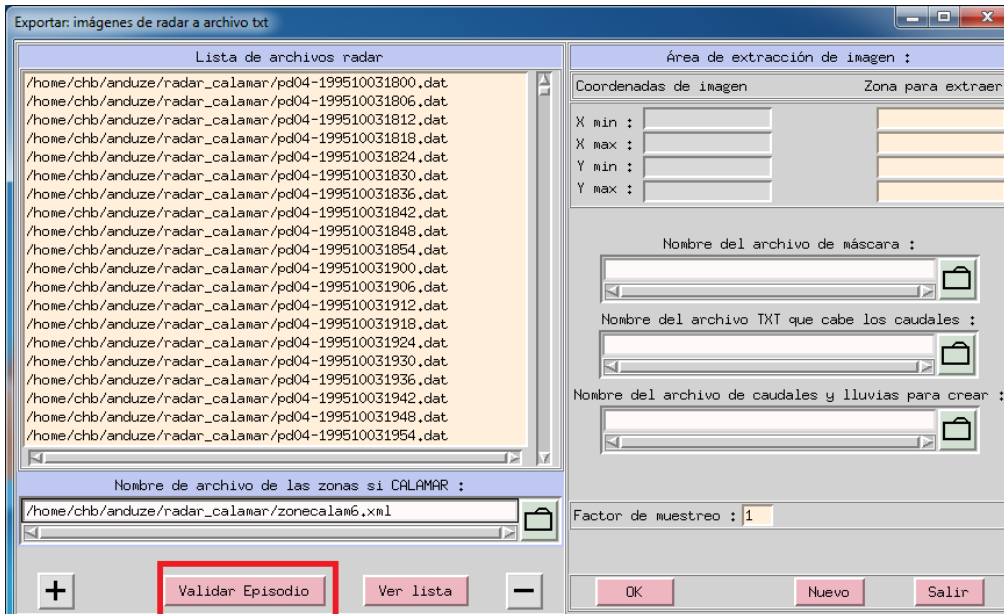 Exportar: imágenes de radar a archivo txt
Lista de archivos radar
/home/chb/anduze/radar_calamar/pd04-199510031800.dat
/home/chb/anduze/radar_calamar/pd04-199510031806.dat
/home/chb/anduze/radar_calamar/pd04-199510031812.dat
/home/chb/anduze/radar_calamar/pd04-199510031818.dat
/home/chb/anduze/radar_calamar/pd04-199510031824.dat
/home/chb/anduze/radar_calamar/pd04-199510031830.dat
/home/chb/anduze/radar_calamar/pd04-199510031836.dat
/home/chb/anduze/radar_calamar/pd04-199510031842.dat
/home/chb/anduze/radar_calamar/pd04-199510031848.dat
/home/chb/anduze/radar_calamar/pd04-199510031854.dat
/home/chb/anduze/radar_calamar/pd04-199510031900.dat
/home/chb/anduze/radar_calamar/pd04-199510031906.dat
/home/chb/anduze/radar_calamar/pd04-199510031912.dat
/home/chb/anduze/radar_calamar/pd04-199510031918.dat
/home/chb/anduze/radar_calamar/pd04-199510031924.dat
/home/chb/anduze/radar_calamar/pd04-199510031930.dat
/home/chb/anduze/radar_calamar/pd04-199510031936.dat
/home/chb/anduze/radar_calamar/pd04-199510031942.dat
/home/chb/anduze/radar_calamar/pd04-199510031948.dat
/home/chb/anduze/radar_calamar/pd04-199510031954.dat
Nombre de archivo de las zonas si CALAMAR :
/home/chb/anduze/radar_calamar/zonecalam6.xml
+ Validar Episodio Ver lista −
Área de extracción de imagen :
Coordenadas de imagen Zona para extraer
X min :
X max :
Y min :
Y max :
Nombre del archivo de máscara :
Nombre del archivo TXT que cabe los caudales :
Nombre del archivo de caudales y lluvias para crear :
Factor de muestreo : 1
OK Nuevo Salir